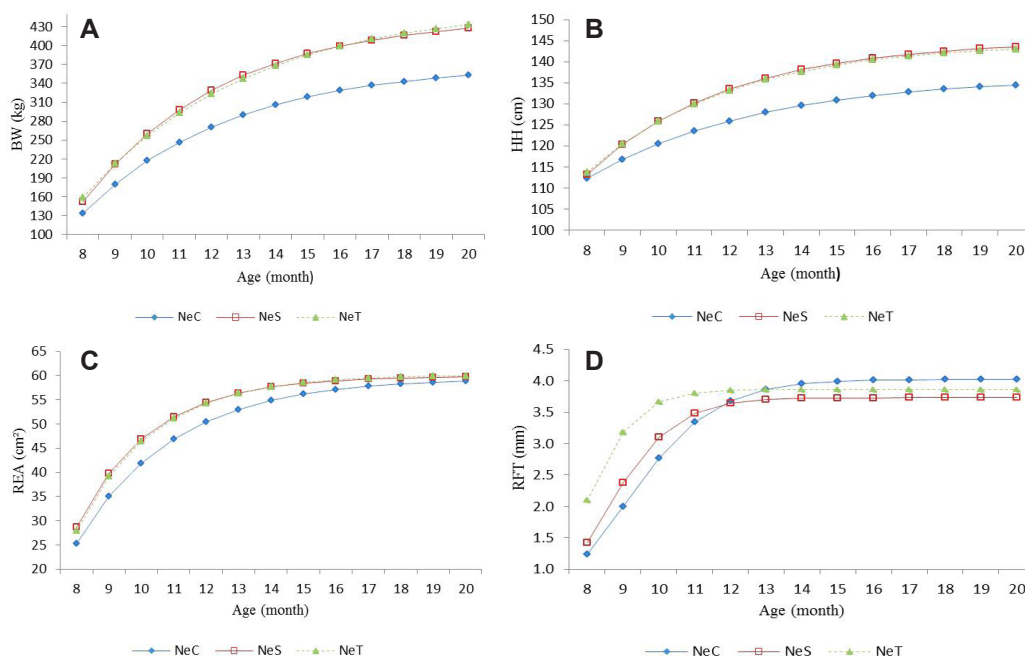 A
BW (kg)
430
400
370
340
310
280
250
220
190
160
130
100
8 9 10 11 12 13 14 15 16 17 18 19 20
Age (month)
NeC NeS NeT
B
HH (cm)
150
145
140
135
130
125
120
115
110
105
100
8 9 10 11 12 13 14 15 16 17 18 19 20
Age (month)
NeC NeS NeT
C
REA (cm²)
65
60
55
50
45
40
35
30
25
20
8 9 10 11 12 13 14 15 16 17 18 19 20
Age (month)
NeC NeS NeT
D
RFT (mm)
4.5
4.0
3.5
3.0
2.5
2.0
1.5
1.0
8 9 10 11 12 13 14 15 16 17 18 19 20
Age (month)
NeC NeS NeT